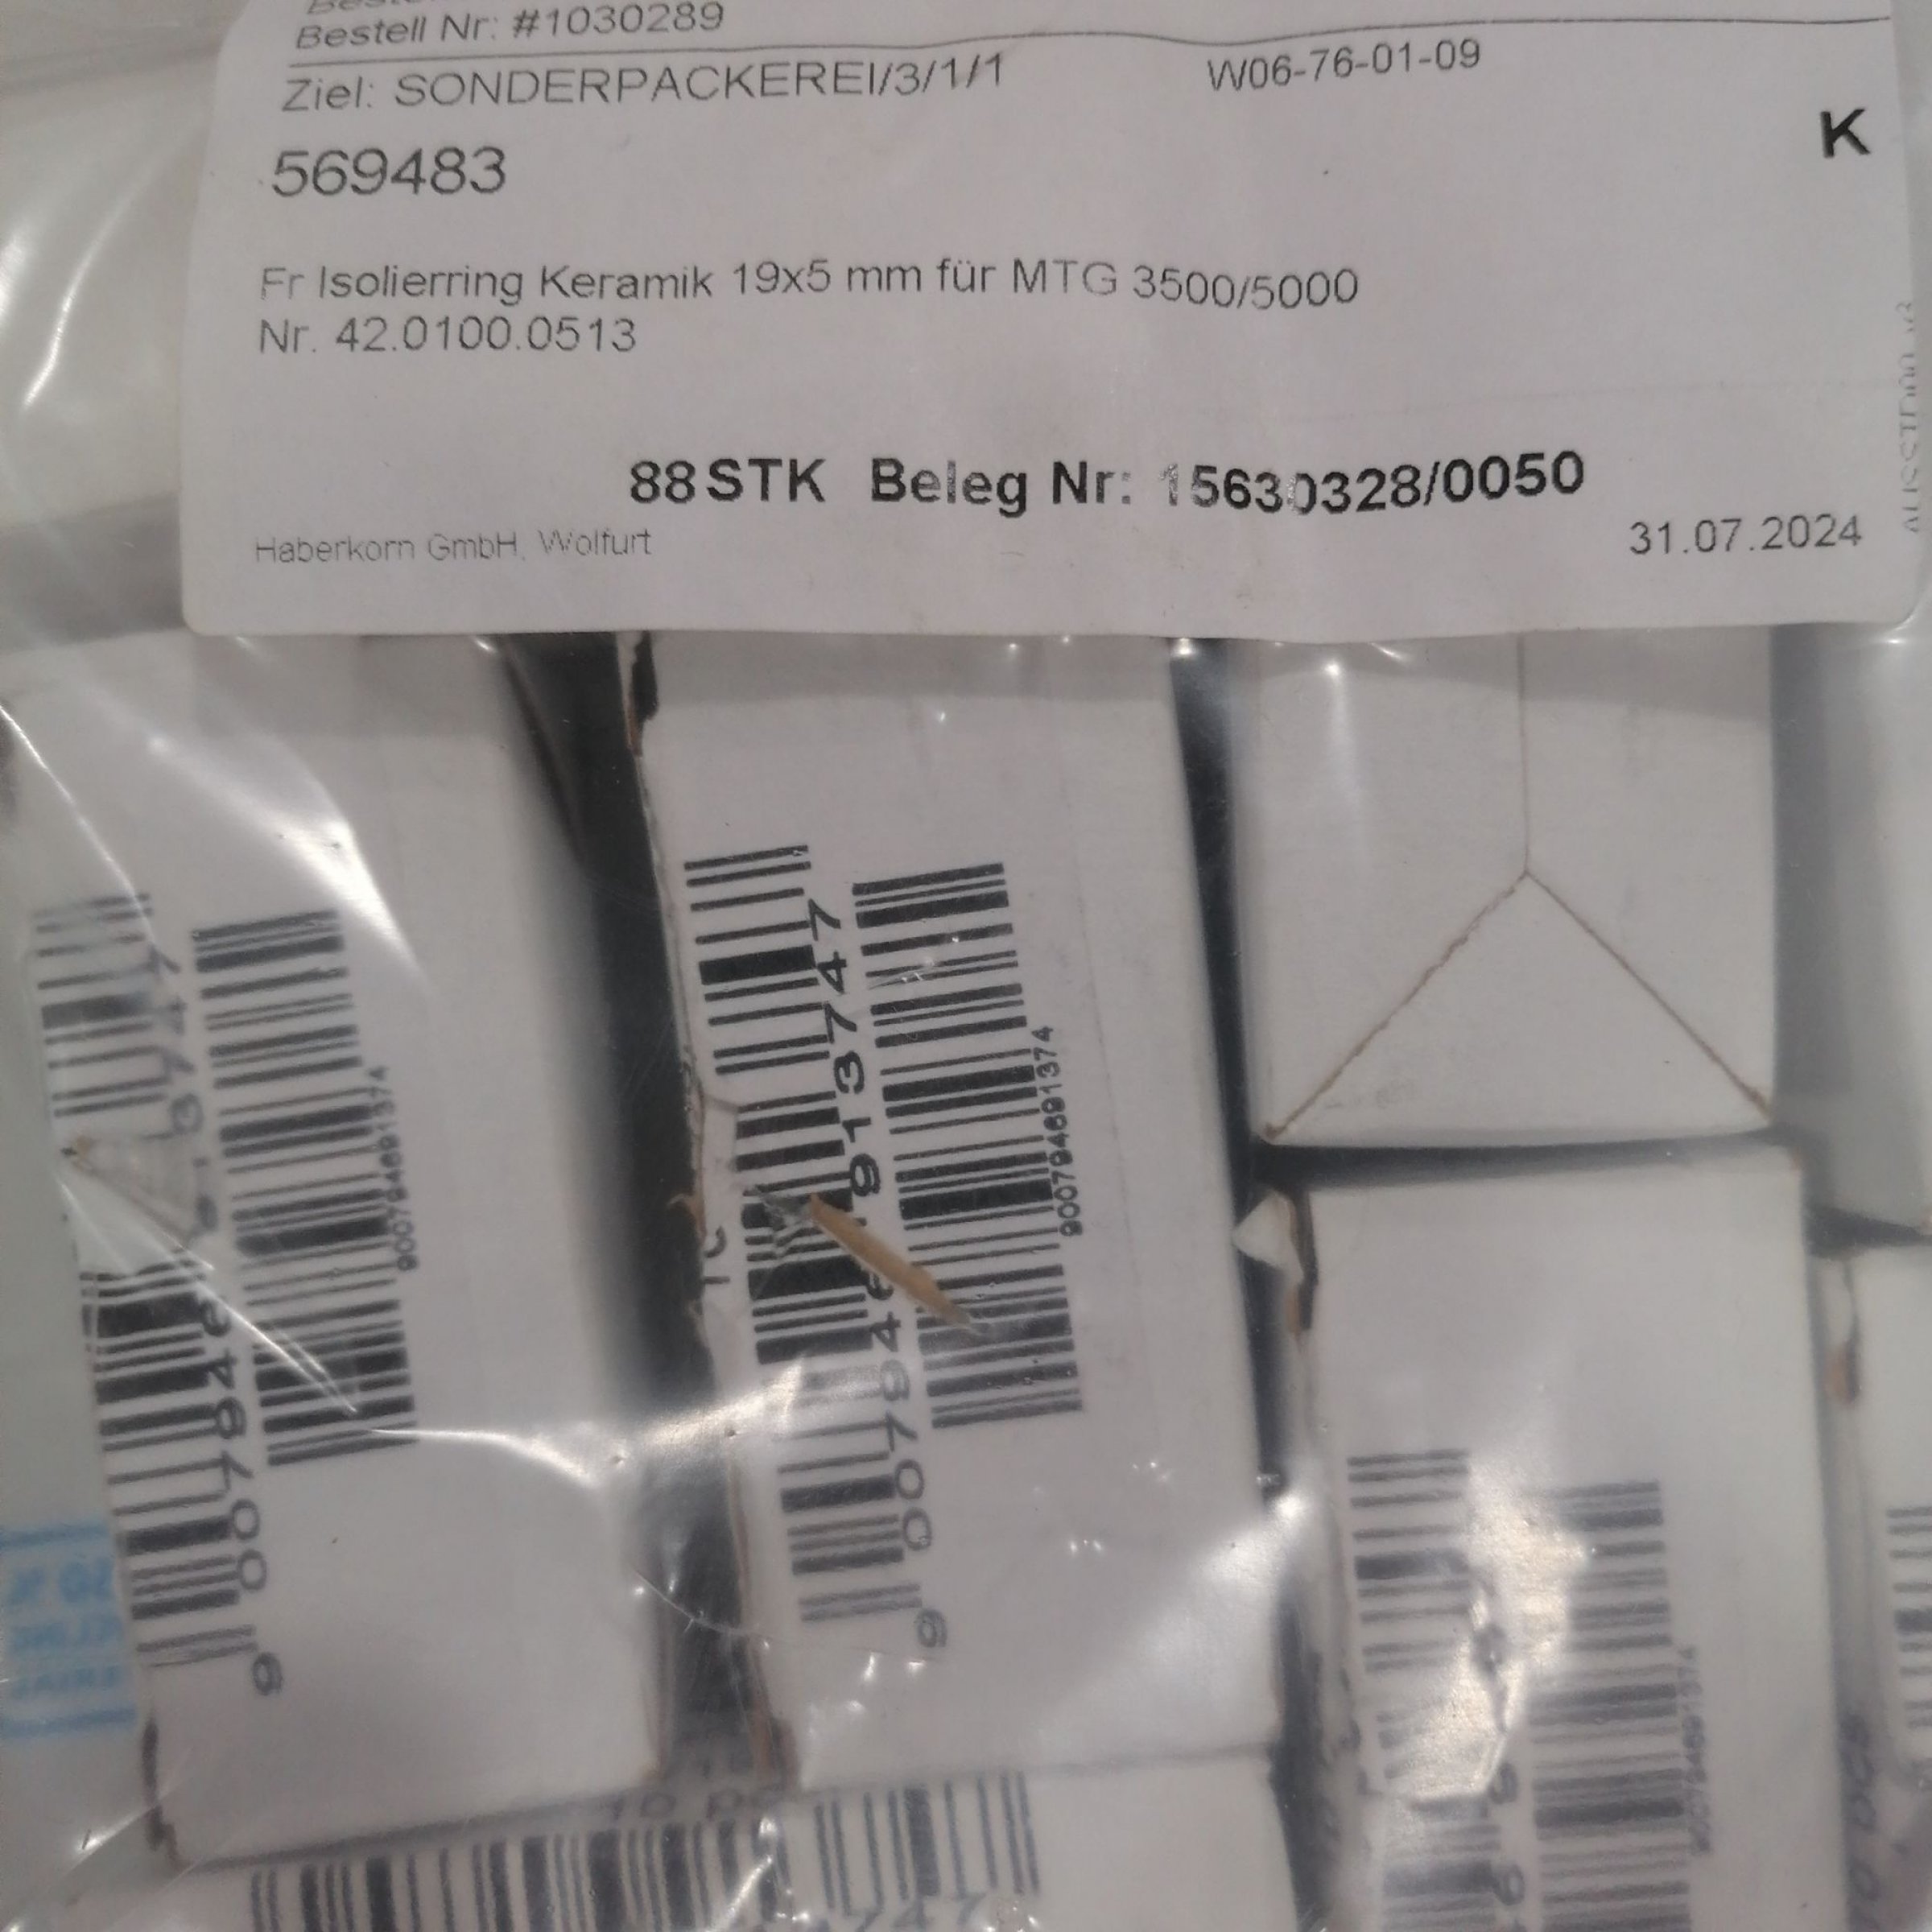 Bestell Nr: #1030289
Ziel: SONDERPACKEREI/3/1/1
W06-76-01-09
K
569483
Fr Isolierring Keramik 19x5 mm für MTG 3500/5000
Nr. 42.0100.0513
88 STK Beleg Nr: 15630328/0050
Haberkorn GmbH, Wolfurt
31.07.2024
9007946913747
900794691374